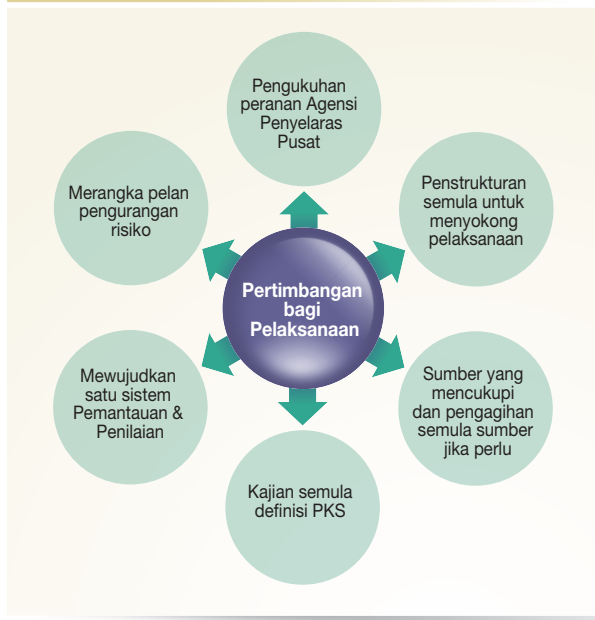 Pengukuhan
peranan Agensi
Penyelaras
Pusat
Merangka pelan
pengurangan
risiko
Penstrukturan
semula untuk
menyokong
pelaksanaan
Pertimbangan
bagi
Pelaksanaan
Mewujudkan
satu sistem
Pemantauan &
Penilaian
Sumber yang
mencukupi
dan pengagihan
semula sumber
jika perlu
Kajian semula
definisi PKS